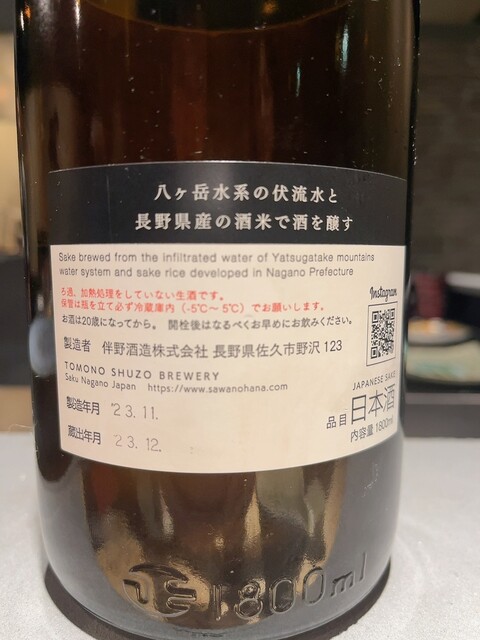 八ヶ岳水系の伏流水と
長野県産の酒米で酒を醸す
Sake brewed from the infiltrated water of Yatsugatake mountains
water system and sake rice developed in Nagano Prefecture
ろ過、加熱処理をしていない生酒です。
保管は瓶を立て必ず冷蔵庫内（-5℃〜5℃）でお願いします。
お酒は20歳になってから。 開栓後はなるべくお早めにお飲みください。
Instagram
製造者 伴野酒造株式会社 長野県佐久市野沢 123
TOMONO SHUZO BREWERY
Saku Nagano Japan https://www.sawanohana.com
製造年月 '23.11.
蔵出年月 '23.12.
JAPANESE SAKE
品目 日本酒
内容量 1800ml
正1800ml